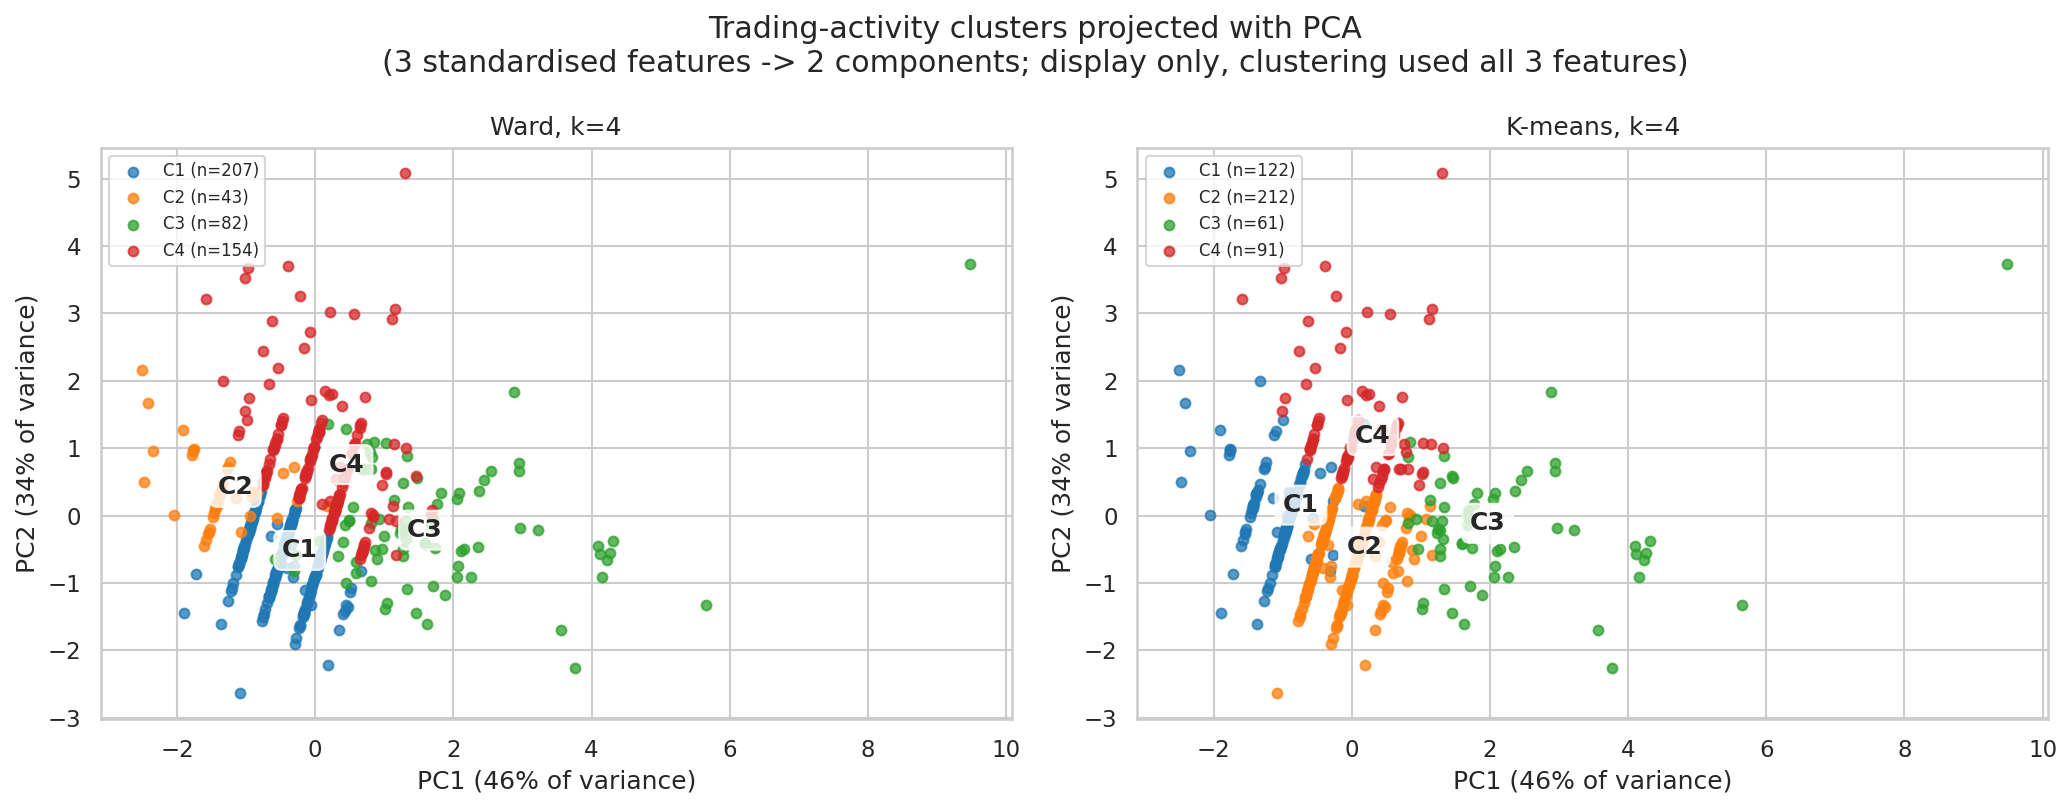 Trading-activity clusters projected with PCA
(3 standardised features -> 2 components; display only, clustering used all 3 features)
Ward, k=4
C1 (n=207)
C2 (n=43)
C3 (n=82)
C4 (n=154)
C2
C4
C1
C3
5
4
3
2
1
0
−1
−2
−3
−2
0
2
4
6
8
10
PC2 (34% of variance)
PC1 (46% of variance)
K-means, k=4
C1 (n=122)
C2 (n=212)
C3 (n=61)
C4 (n=91)
C4
C1
C3
C2
5
4
3
2
1
0
−1
−2
−3
−2
0
2
4
6
8
10
PC2 (34% of variance)
PC1 (46% of variance)